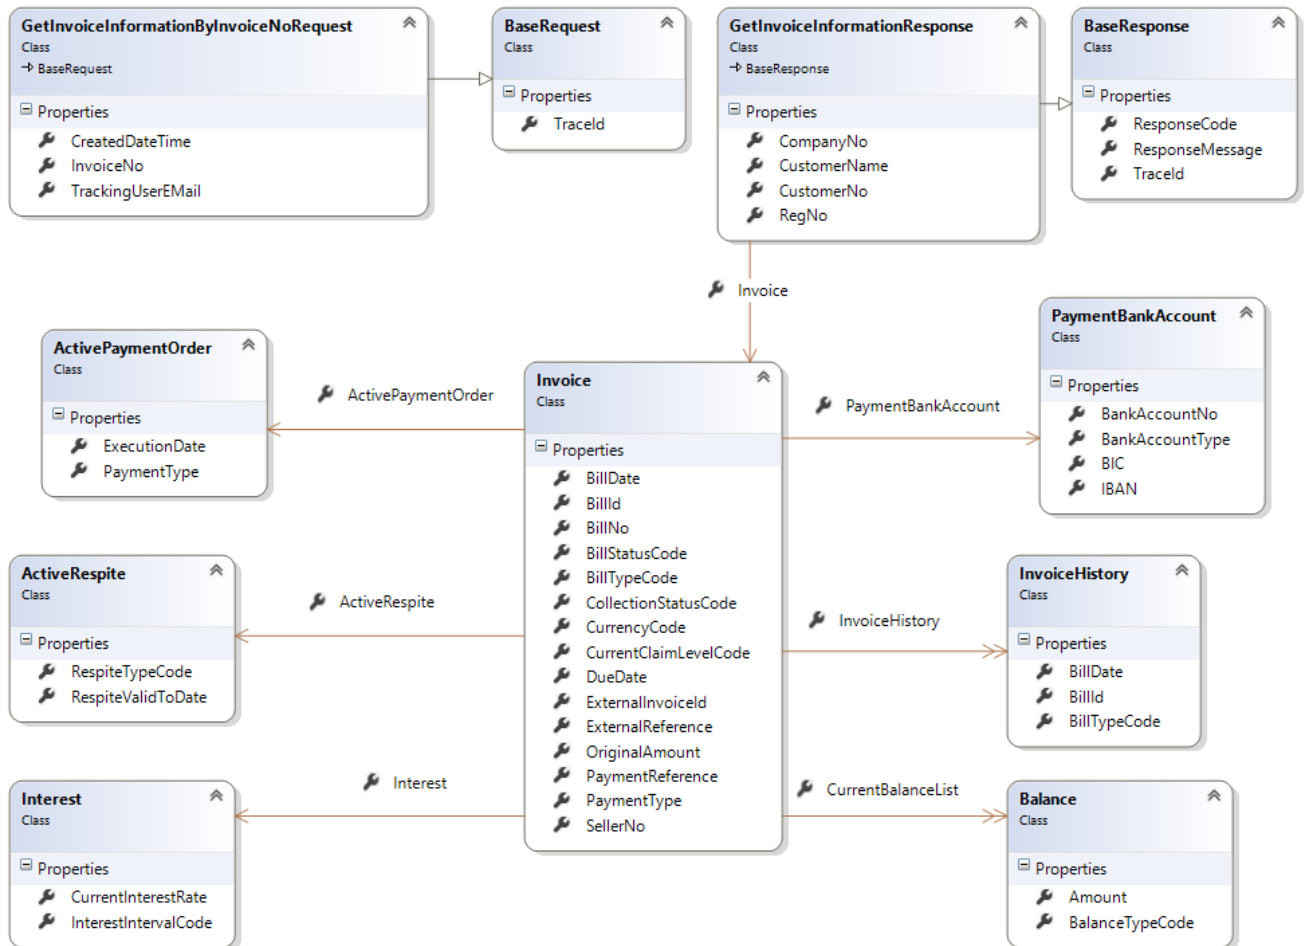 GetInvoiceInformationByInvoiceNoRequest
Class
BaseRequest
Properties
CreatedDateTime
InvoiceNo
TrackingUserEMail
BaseRequest
Class
Properties
TraceId
GetInvoiceInformationResponse
Class
BaseResponse
Properties
CompanyNo
CustomerName
CustomerNo
RegNo
BaseResponse
Class
Properties
ResponseCode
ResponseMessage
TraceId
Invoice
ActivePaymentOrder
Class
Properties
ExecutionDate
PaymentType
ActivePaymentOrder
Invoice
Class
Properties
BillDate
BillId
BillNo
BillStatusCode
BillTypeCode
CollectionStatusCode
CurrencyCode
CurrentClaimLevelCode
DueDate
ExternalInvoiceId
ExternalReference
OriginalAmount
PaymentReference
PaymentType
SellerNo
PaymentBankAccount
PaymentBankAccount
Class
Properties
BankAccountNo
BankAccountType
BIC
IBAN
ActiveRespite
Class
Properties
RespiteTypeCode
RespiteValidToDate
ActiveRespite
InvoiceHistory
InvoiceHistory
Class
Properties
BillDate
BillId
BillTypeCode
Interest
Class
Properties
CurrentInterestRate
InterestIntervalCode
Interest
CurrentBalanceList
Balance
Class
Properties
Amount
BalanceTypeCode